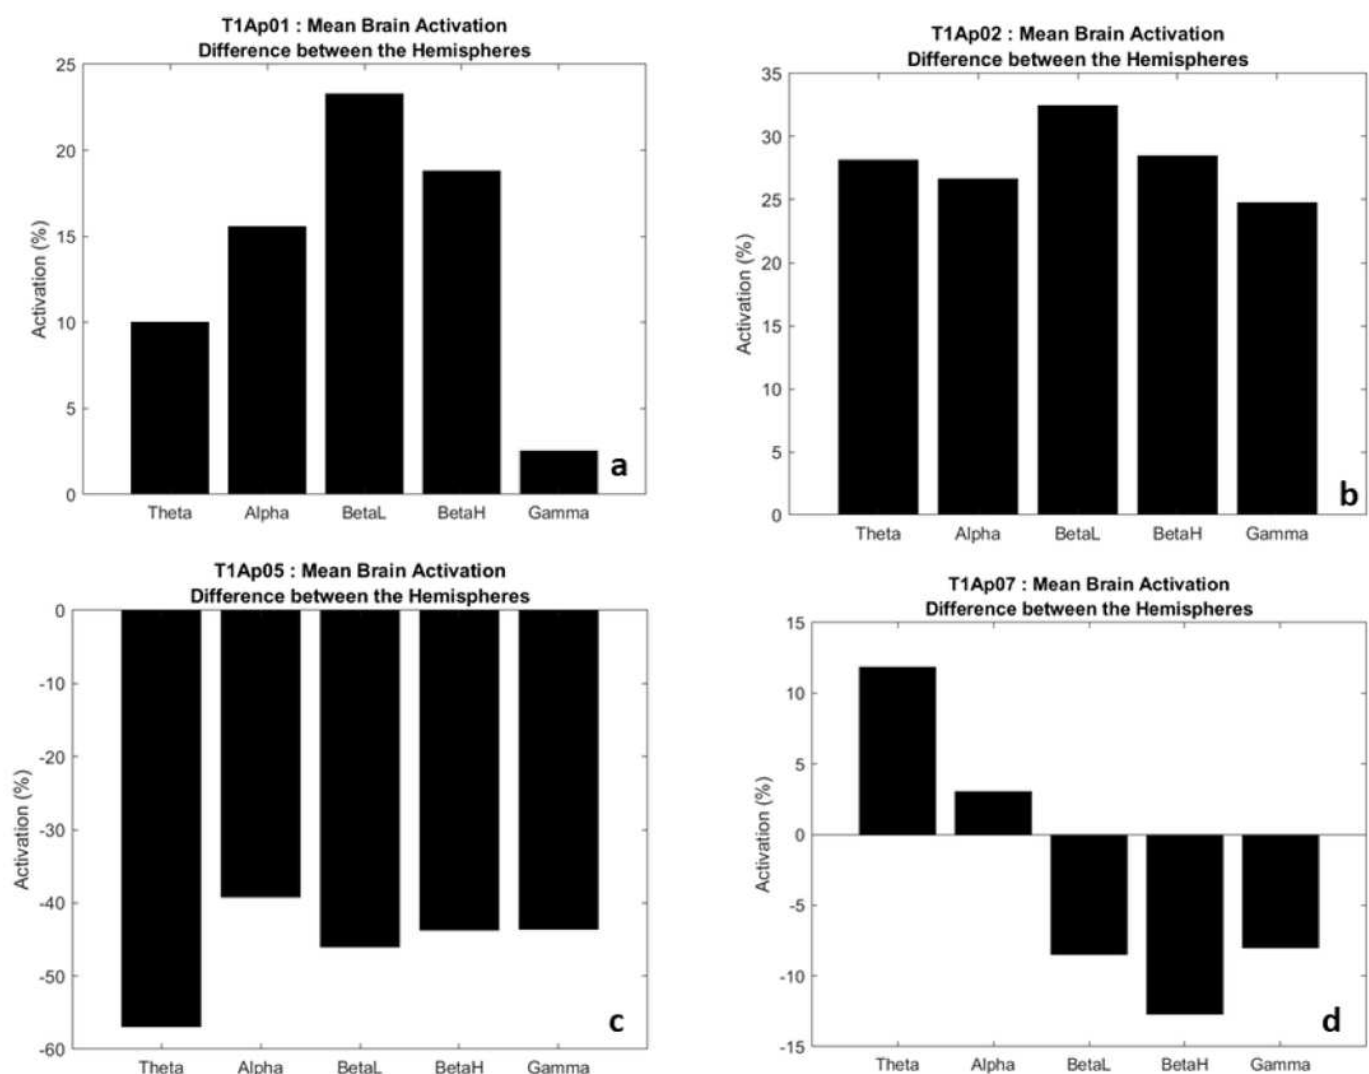 T1Ap01 : Mean Brain Activation
Difference between the Hemispheres
25
20
15
10
5
0
Activation (%)
Theta Alpha BetaL BetaH Gamma
a
T1Ap02 : Mean Brain Activation
Difference between the Hemispheres
35
30
25
20
15
10
5
0
Activation (%)
Theta Alpha BetaL BetaH Gamma
b
T1Ap05 : Mean Brain Activation
Difference between the Hemispheres
0
-10
-20
-30
-40
-50
-60
Activation (%)
Theta Alpha BetaL BetaH Gamma
c
T1Ap07 : Mean Brain Activation
Difference between the Hemispheres
15
10
5
0
-5
-10
-15
Activation (%)
Theta Alpha BetaL BetaH Gamma
d